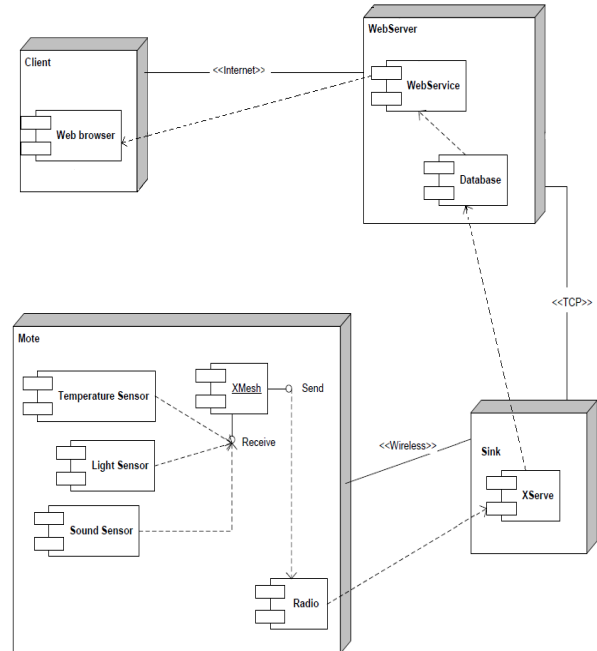 WebServer
Client
<<Internet>>
WebService
Web browser
Database
<<TCP>>
Mote
XMesh
Send
Temperature Sensor
Receive
<<Wireless>>
Sink
Light Sensor
XServe
Sound Sensor
Radio